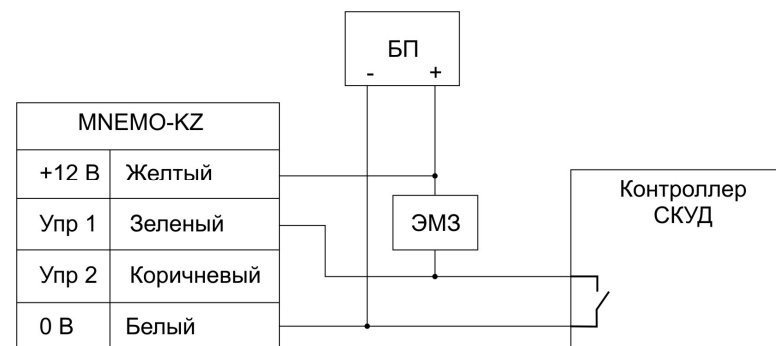 БП
- +
MNEMO-KZ
+12 В Желтый
Упр 1 Зеленый
Упр 2 Коричневый
0 В Белый
ЭМЗ
Контроллер
СКУД